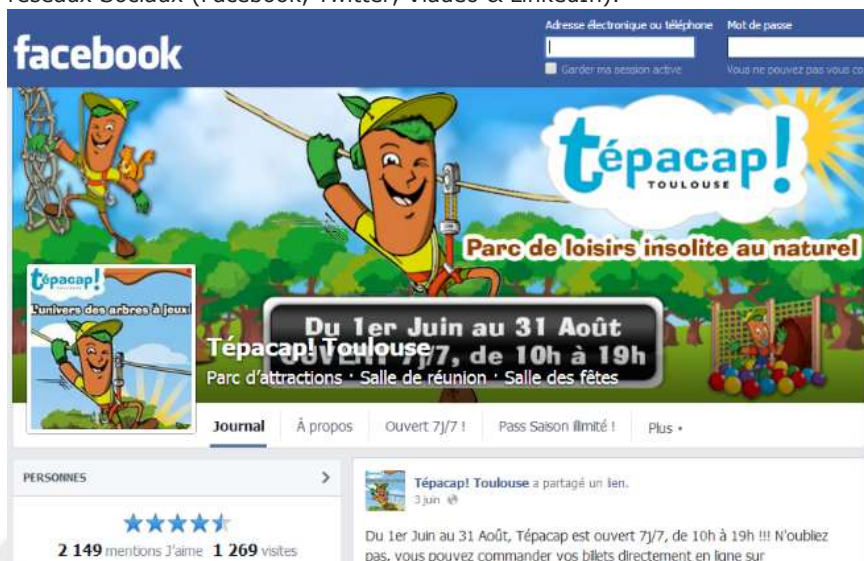 réseaux Sociaux (Facebook, Twitter, Viadeo & LinkedIn).
facebook
Adresse électronique ou téléphone Mot de passe
Garder ma session active Vous ne pouvez pas vous co
tépacap!
TOULOUSE
Parc de loisirs insolite au naturel
tépacap!
TOULOUSE
L'univers des arbres à jeux!
Du 1er Juin au 31 Août
OUVERT 7j/7, de 10h à 19h
Tépacap! Toulouse
Parc d'attractions · Salle de réunion · Salle des fêtes
Journal À propos Ouvert 7J/7 ! Pass Saison illimité ! Plus
PERSONNES
2 149 mentions J'aime 1 269 visites
Tépacap! Toulouse a partagé un lien.
3 juin
Du 1er Juin au 31 Août, Tépacap est ouvert 7j/7, de 10h à 19h !!! N'oubliez
pas, vous pouvez commander vos billets directement en ligne sur